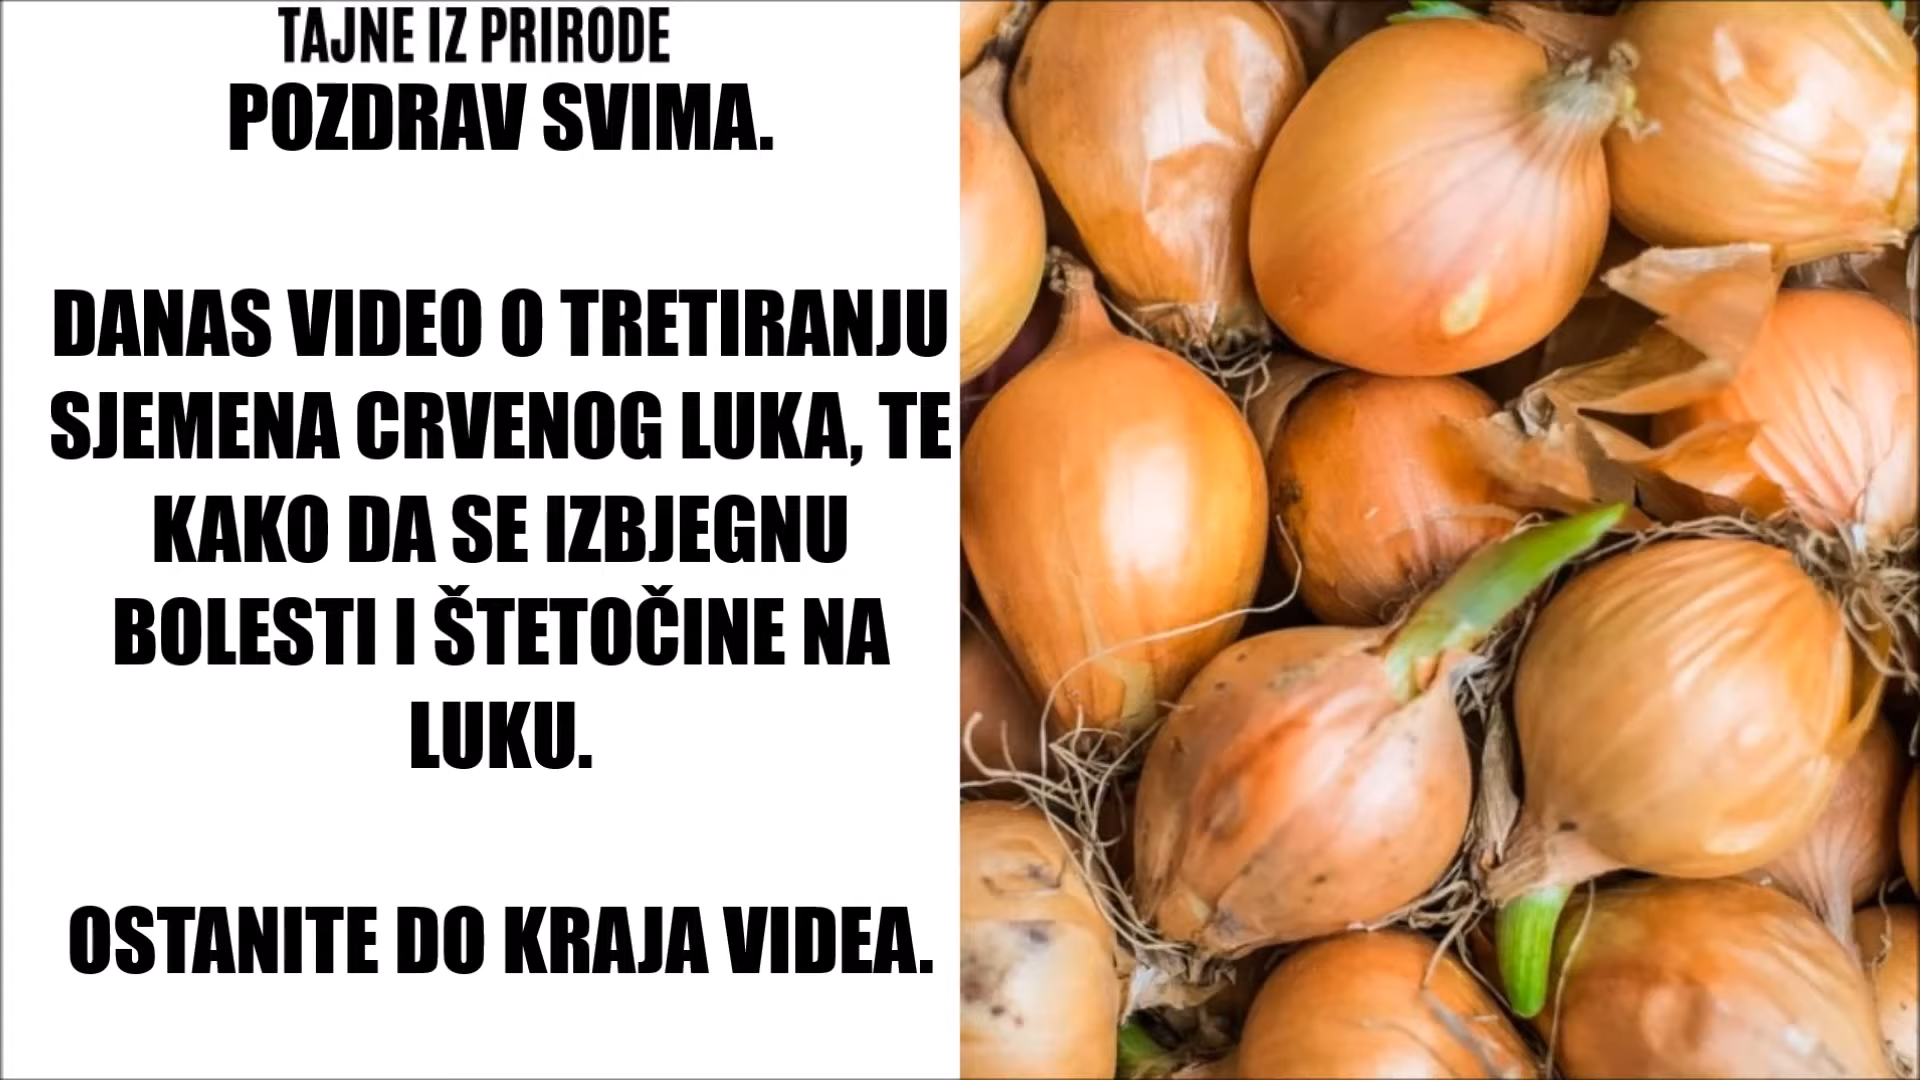 TAJNE IZ PRIRODE
POZDRAV SVIMA.
DANAS VIDEO O TRETIRANJU
SJEMENA CRVENOG LUKA, TE
KAKO DA SE IZBJEGNU
BOLESTI I ŠTETOČINE NA
LUKU.
OSTANITE DO KRAJA VIDEA.